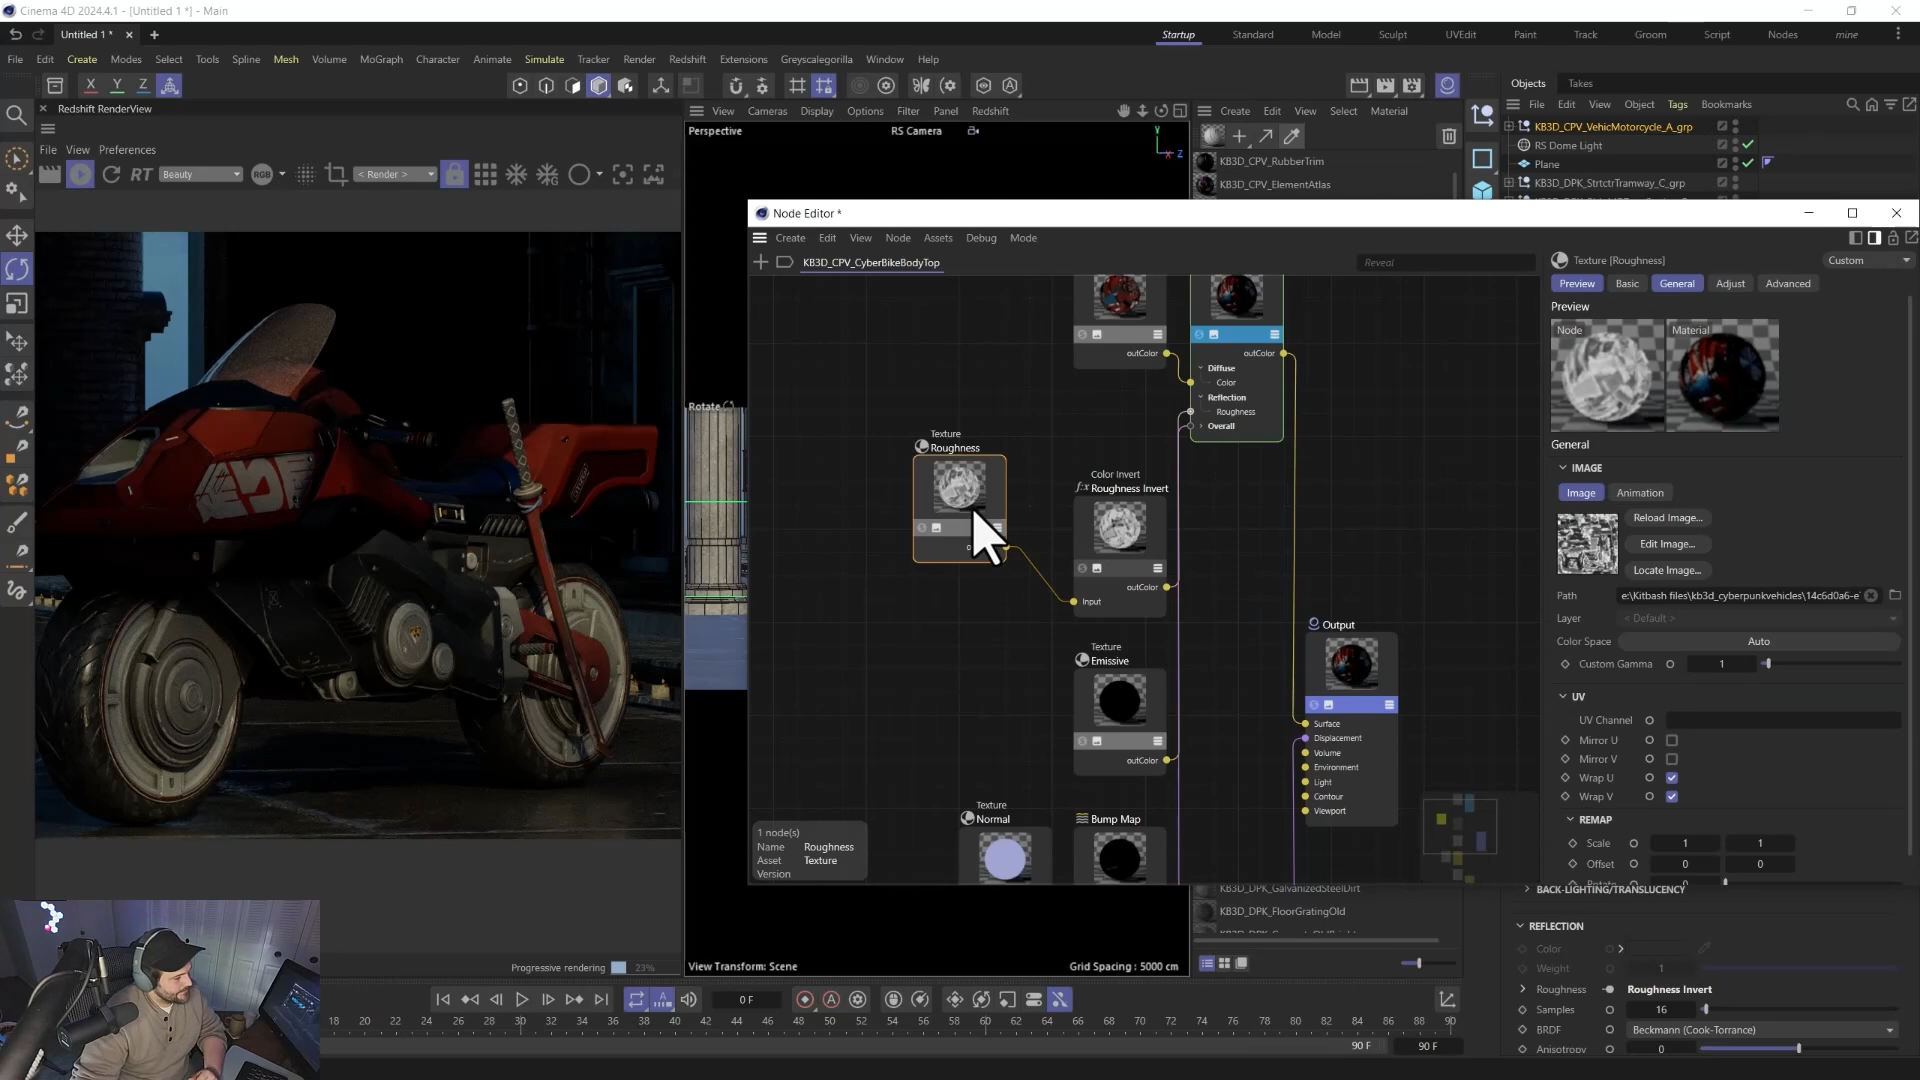 Cinema 4D 2024.4.1 - [Untitled 1 *] - Main
Untitled 1 *
Startup
Standard
Model
Sculpt
UVEdit
Paint
Track
Groom
Script
Nodes
mine
File Edit Create Modes Select Tools Spline Mesh Volume MoGraph Character Animate Simulate Tracker Render Redshift Extensions Greyscalegorilla Window Help
X Y Z
Objects Takes
Redshift RenderView
View Cameras Display Options Filter Panel Redshift
Create Edit View Select Material
File Edit View Object Tags Bookmarks
Perspective
RS Camera
Y
X Z
KB3D_CPV_VehicMotorcycle_A_grp
RS Dome Light
Plane
KB3D_DPK_StrtctrTramway_C_grp
File View Preferences
RT
Beauty
RGB
< Render >
KB3D_CPV_RubberTrim
KB3D_CPV_ElementAtlas
Node Editor *
Create Edit View Node Assets Debug Mode
KB3D_CPV_CyberBikeBodyTop
Reveal
Texture [Roughness]
Custom
Preview
Basic
General
Adjust
Advanced
Preview
Node
Material
outColor
outColor
Diffuse
Color
Reflection
Roughness
Overall
Rotate
Texture
Roughness
Color Invert
Roughness Invert
outColor
Input
Texture
Emissive
outColor
Output
Surface
Displacement
Volume
Environment
Light
Contour
Viewport
Texture
Normal
Bump Map
1 node(s)
Name Roughness
Asset Texture
Version
General
IMAGE
Image
Animation
Reload Image...
Edit Image...
Locate Image...
Path
e:\Kitbash files\kb3d_cyberpunkvehicles\14c6d0a6-e
Layer < Default >
Color Space Auto
Custom Gamma 1
UV
UV Channel
Mirror U
Mirror V
Wrap U
Wrap V
REMAP
Scale 1 1
Offset 0 0
BACK-LIGHTING/TRANSLUCENCY
KB3D_DPK_GalvanizedSteelDirt
KB3D_DPK_FloorGratingOld
REFLECTION
Color
Weight 1
Roughness Roughness Invert
Samples 16
BRDF Beckmann (Cook-Torrance)
Anisotropy 0
Progressive rendering 23%
View Transform: Scene
Grid Spacing : 5000 cm
0 F
18 20 22 24 26 28 30 32 34 36 38 40 42 44 46 48 50 52 54 56 58 60 62 64 66 68 70 72 74 76 78 80 82 84 86 88 90
90 F
90 F